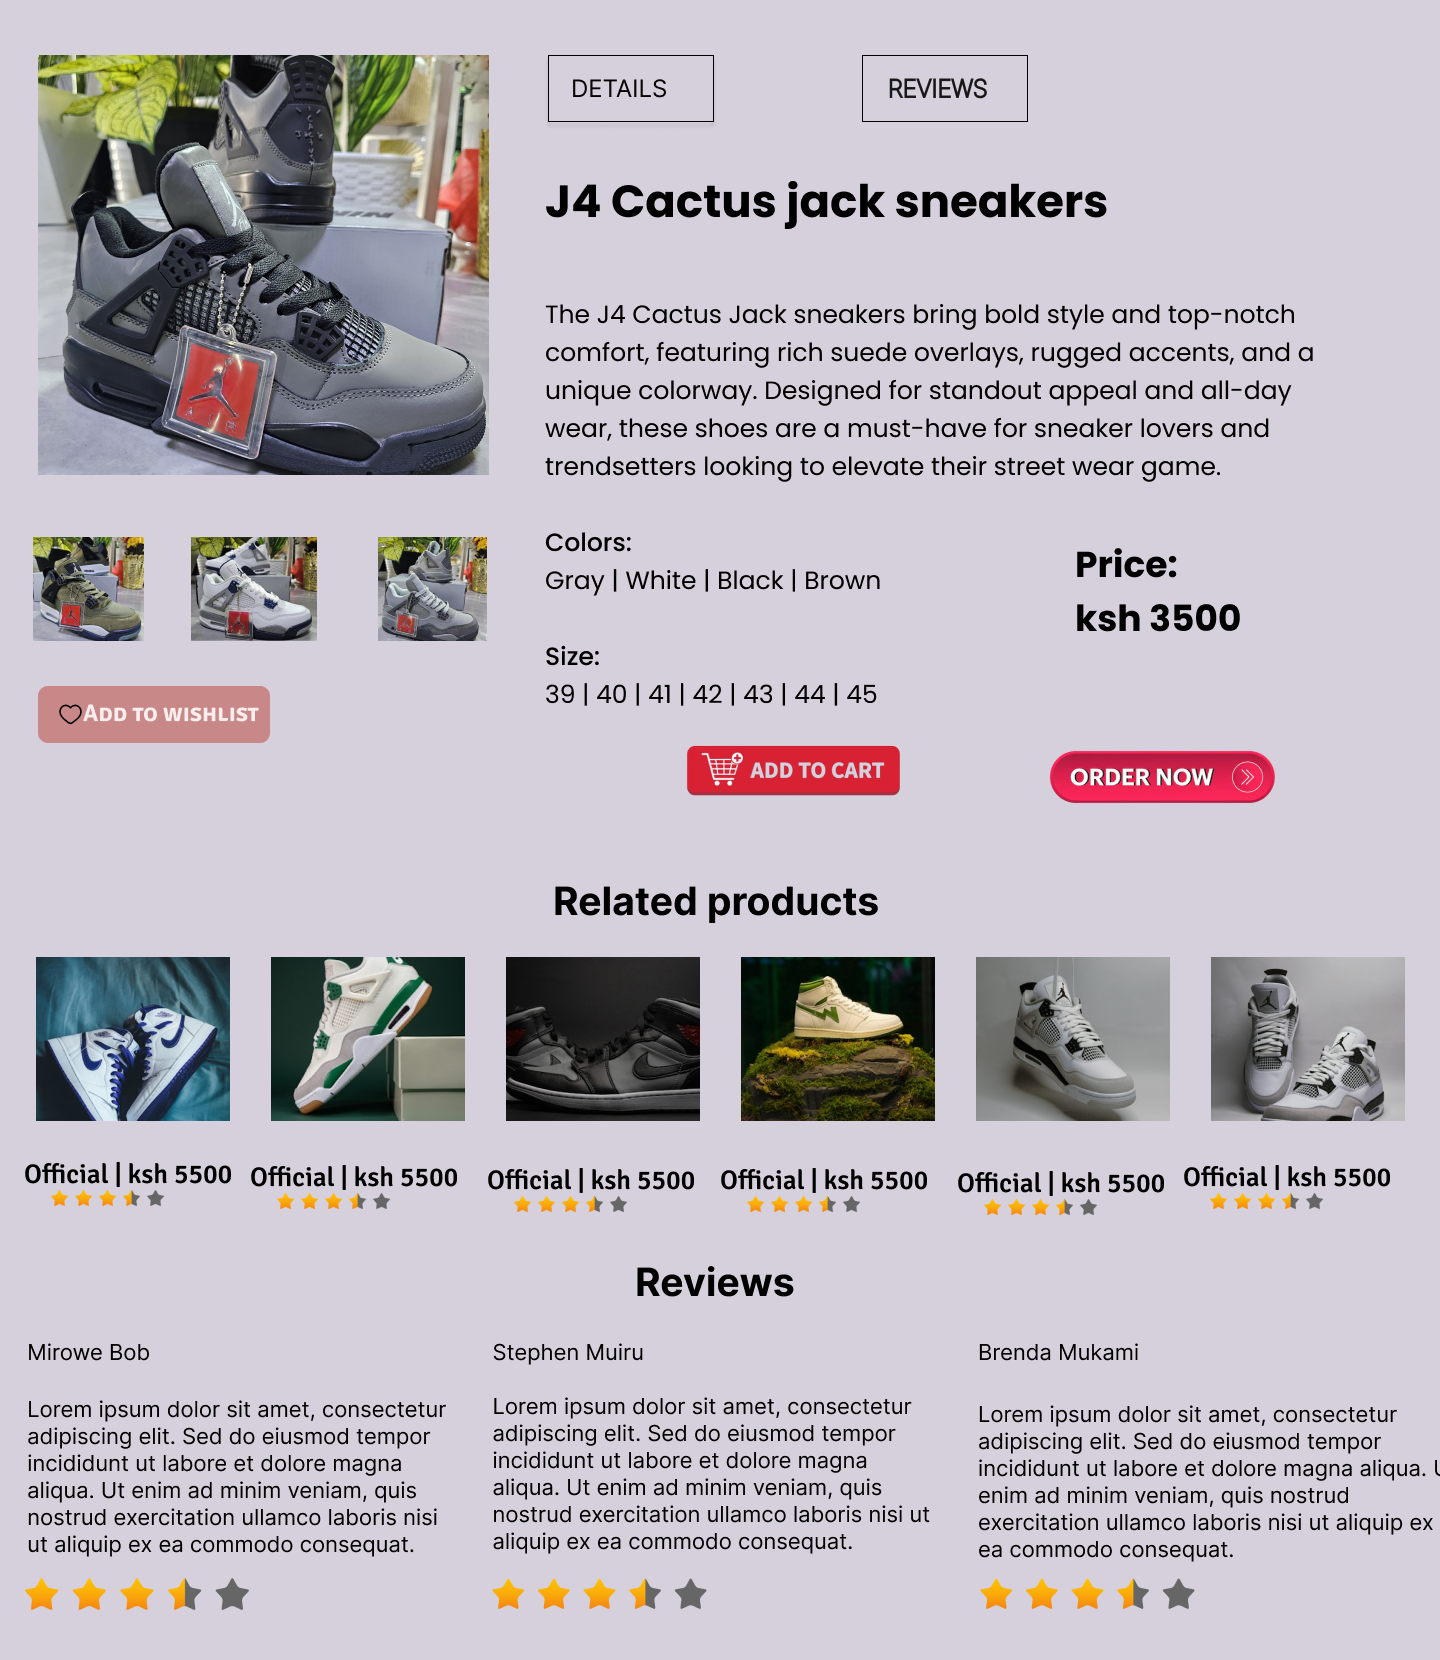 DETAILS
REVIEWS
J4 Cactus jack sneakers
The J4 Cactus Jack sneakers bring bold style and top-notch
comfort, featuring rich suede overlays, rugged accents, and a
unique colorway. Designed for standout appeal and all-day
wear, these shoes are a must-have for sneaker lovers and
trendsetters looking to elevate their street wear game.
Colors:
Gray | White | Black | Brown
Size:
39 | 40 | 41 | 42 | 43 | 44 | 45
Price:
ksh 3500
Add to wishlist
ADD TO CART
ORDER NOW
Related products
Official | ksh 5500
Official | ksh 5500
Official | ksh 5500
Official | ksh 5500
Official | ksh 5500
Official | ksh 5500
Reviews
Mirowe Bob
Lorem ipsum dolor sit amet, consectetur
adipiscing elit. Sed do eiusmod tempor
incididunt ut labore et dolore magna
aliqua. Ut enim ad minim veniam, quis
nostrud exercitation ullamco laboris nisi
ut aliquip ex ea commodo consequat.
Stephen Muiru
Lorem ipsum dolor sit amet, consectetur
adipiscing elit. Sed do eiusmod tempor
incididunt ut labore et dolore magna
aliqua. Ut enim ad minim veniam, quis
nostrud exercitation ullamco laboris nisi ut
aliquip ex ea commodo consequat.
Brenda Mukami
Lorem ipsum dolor sit amet, consectetur
adipiscing elit. Sed do eiusmod tempor
incididunt ut labore et dolore magna aliqua.
enim ad minim veniam, quis nostrud
exercitation ullamco laboris nisi ut aliquip ex
ea commodo consequat.